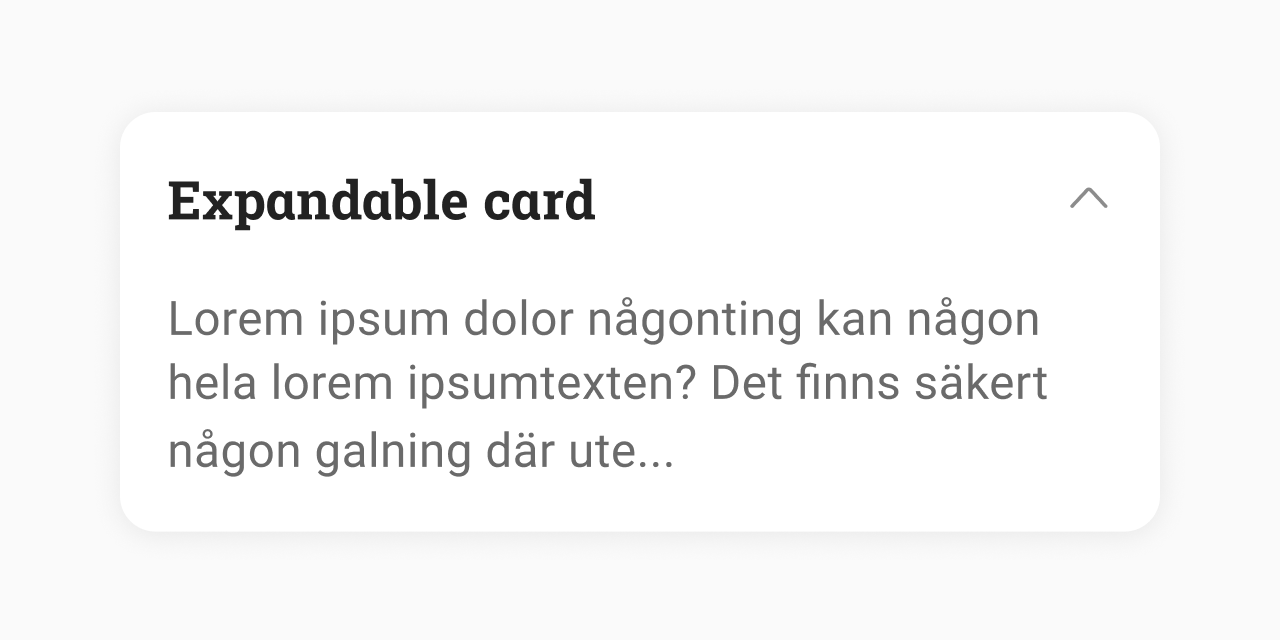 Expandable card
Lorem ipsum dolor någonting kan någon
hela lorem ipsumtexten? Det finns säkert
någon galning där ute...